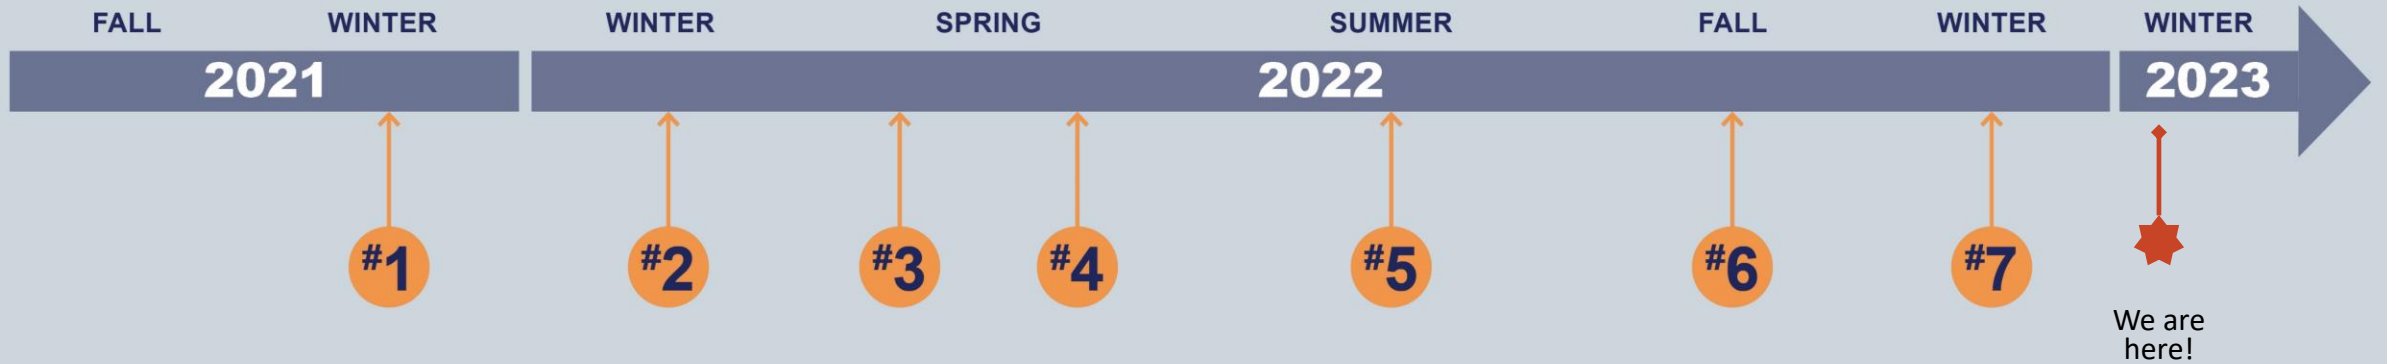 FALL WINTER WINTER SPRING SUMMER FALL WINTER WINTER
2021 2022 2023
#1 #2 #3 #4 #5 #6 #7
We are
here!